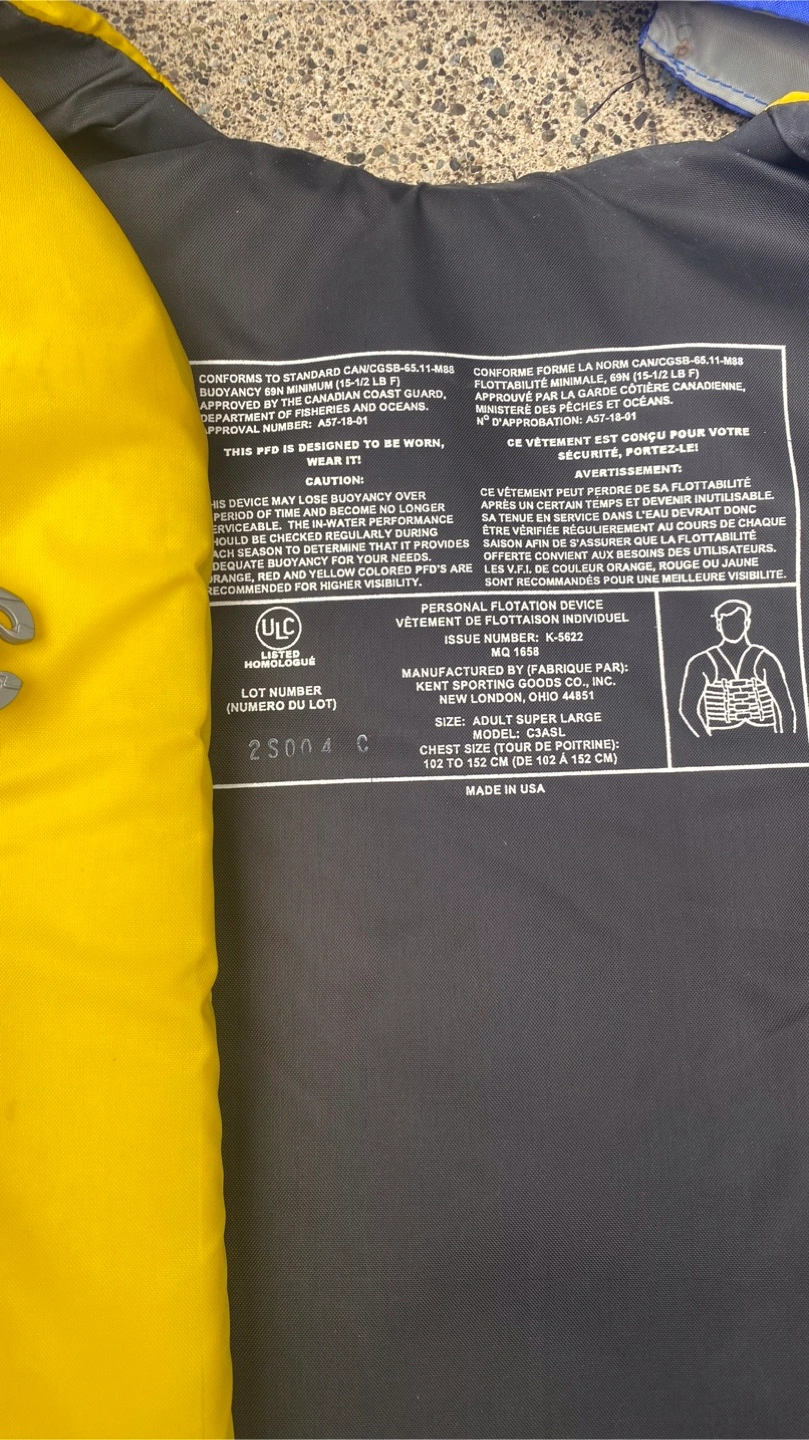 CONFORMS TO STANDARD CAN/CGSB-65.11-M88
BUOYANCY 69N MINIMUM (15-1/2 LB F)
APPROVED BY THE CANADIAN COAST GUARD,
DEPARTMENT OF FISHERIES AND OCEANS.
APPROVAL NUMBER: A57-18-01
THIS PFD IS DESIGNED TO BE WORN,
WEAR IT!
CAUTION:
THIS DEVICE MAY LOSE BUOYANCY OVER
PERIOD OF TIME AND BECOME NO LONGER
SERVICEABLE. THE IN-WATER PERFORMANCE
SHOULD BE CHECKED REGULARLY DURING
EACH SEASON TO DETERMINE THAT IT PROVIDES
ADEQUATE BUOYANCY FOR YOUR NEEDS.
ORANGE, RED AND YELLOW COLORED PFD'S ARE
RECOMMENDED FOR HIGHER VISIBILITY.
CONFORME FORME LA NORM CAN/CGSB-65.11-M88
FLOTTABILITÉ MINIMALE, 69N (15-1/2 LB F)
APPROUVÉ PAR LA GARDE CÔTIÈRE CANADIENNE,
MINISTERÈ DES PÊCHES ET OCÉANS.
Nº D'APPROBATION: A57-18-01
CE VÊTEMENT EST CONÇU POUR VOTRE
SÉCURITÉ, PORTEZ-LE!
AVERTISSEMENT:
CE VÉTEMENT PEUT PERDRE DE SA FLOTTABILITÉ
APRÈS UN CERTAIN TEMPS ET DEVENIR INUTILISABLE.
SA TENUE EN SERVICE DANS L'EAU DEVRAIT DONC
ÊTRE VÉRIFIÉE RÉGULIEREMENT AU COURS DE CHAQUE
SAISON AFIN DE S'ASSURER QUE LA FLOTTABILITÉ
OFFERTE CONVIENT AUX BESOINS DES UTILISATEURS.
LES V.F.I. DE COULEUR ORANGE, ROUGE OU JAUNE
SONT RECOMMANDÉS POUR UNE MEILLEURE VISIBILITE.
ULC
LISTED
HOMOLOGUÉ
LOT NUMBER
(NUMERO DU LOT)
2S004 C
PERSONAL FLOTATION DEVICE
VÊTEMENT DE FLOTTAISON INDIVIDUEL
ISSUE NUMBER: K-5622
MQ 1658
MANUFACTURED BY (FABRIQUE PAR):
KENT SPORTING GOODS CO., INC.
NEW LONDON, OHIO 44851
SIZE: ADULT SUPER LARGE
MODEL: C3ASL
CHEST SIZE (TOUR DE POITRINE):
102 TO 152 CM (DE 102 Á 152 CM)
MADE IN USA